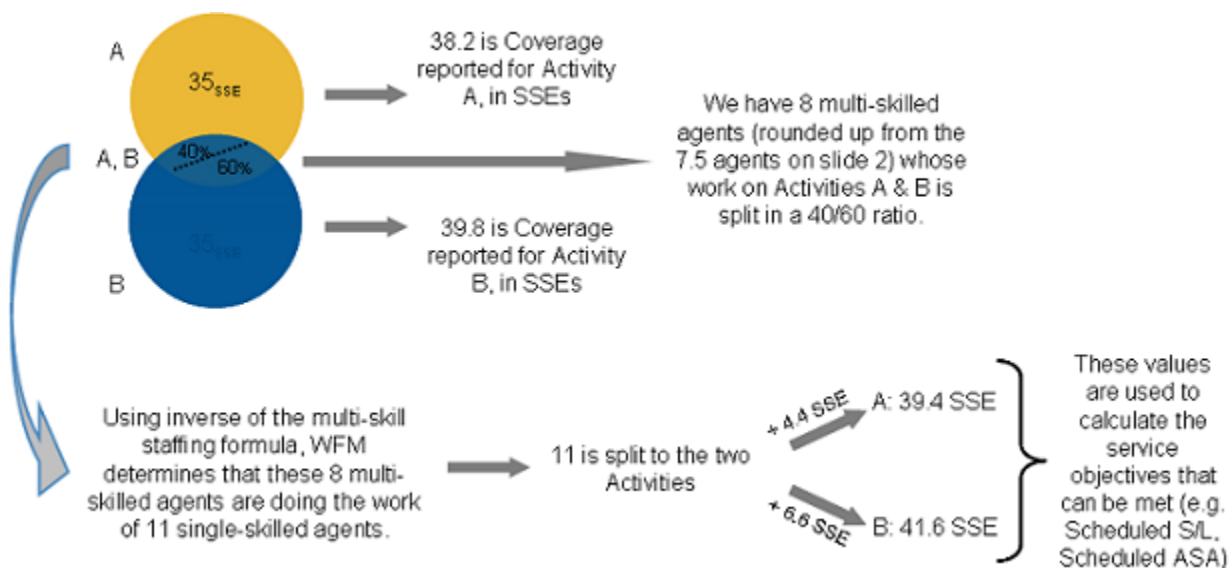 A
35SSE
A, B
40%
60%
35SSE
B
38.2 is Coverage
reported for Activity
A, in SSEs
39.8 is Coverage
reported for Activity
B, in SSEs
We have 8 multi-skilled
agents (rounded up from the
7.5 agents on slide 2) whose
work on Activities A & B is
split in a 40/60 ratio.
Using inverse of the multi-skill
staffing formula, WFM
determines that these 8 multi-
skilled agents are doing the work
of 11 single-skilled agents.
11 is split to the two
Activities
+ 4.4 SSE
A: 39.4 SSE
+ 6.6 SSE
B: 41.6 SSE
These values
are used to
calculate the
service
objectives that
can be met (e.g.
Scheduled S/L,
Scheduled ASA)